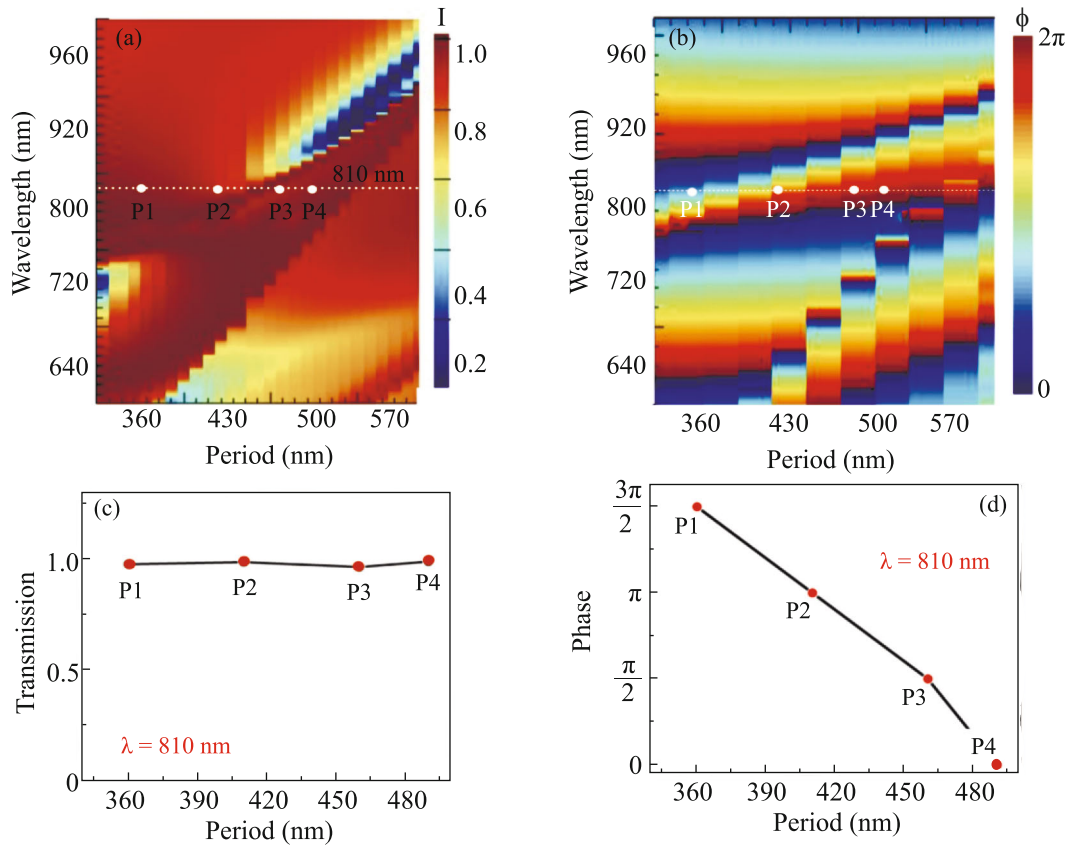 (a)
I
960
920
800
720
640
Wavelength (nm)
1.0
0.8
0.6
0.4
0.2
810 nm
P1 P2 P3 P4
360 430 500 570
Period (nm)
(b)
ϕ
2π
0
960
920
800
720
640
Wavelength (nm)
P1 P2 P3 P4
360 430 500 570
Period (nm)
(c)
1.0
0.5
0
Transmission
P1 P2 P3 P4
λ = 810 nm
360 390 420 450 480
Period (nm)
(d)
3π
2
π
π
2
0
Phase
P1
λ = 810 nm
P2
P3
P4
360 390 420 450 480
Period (nm)